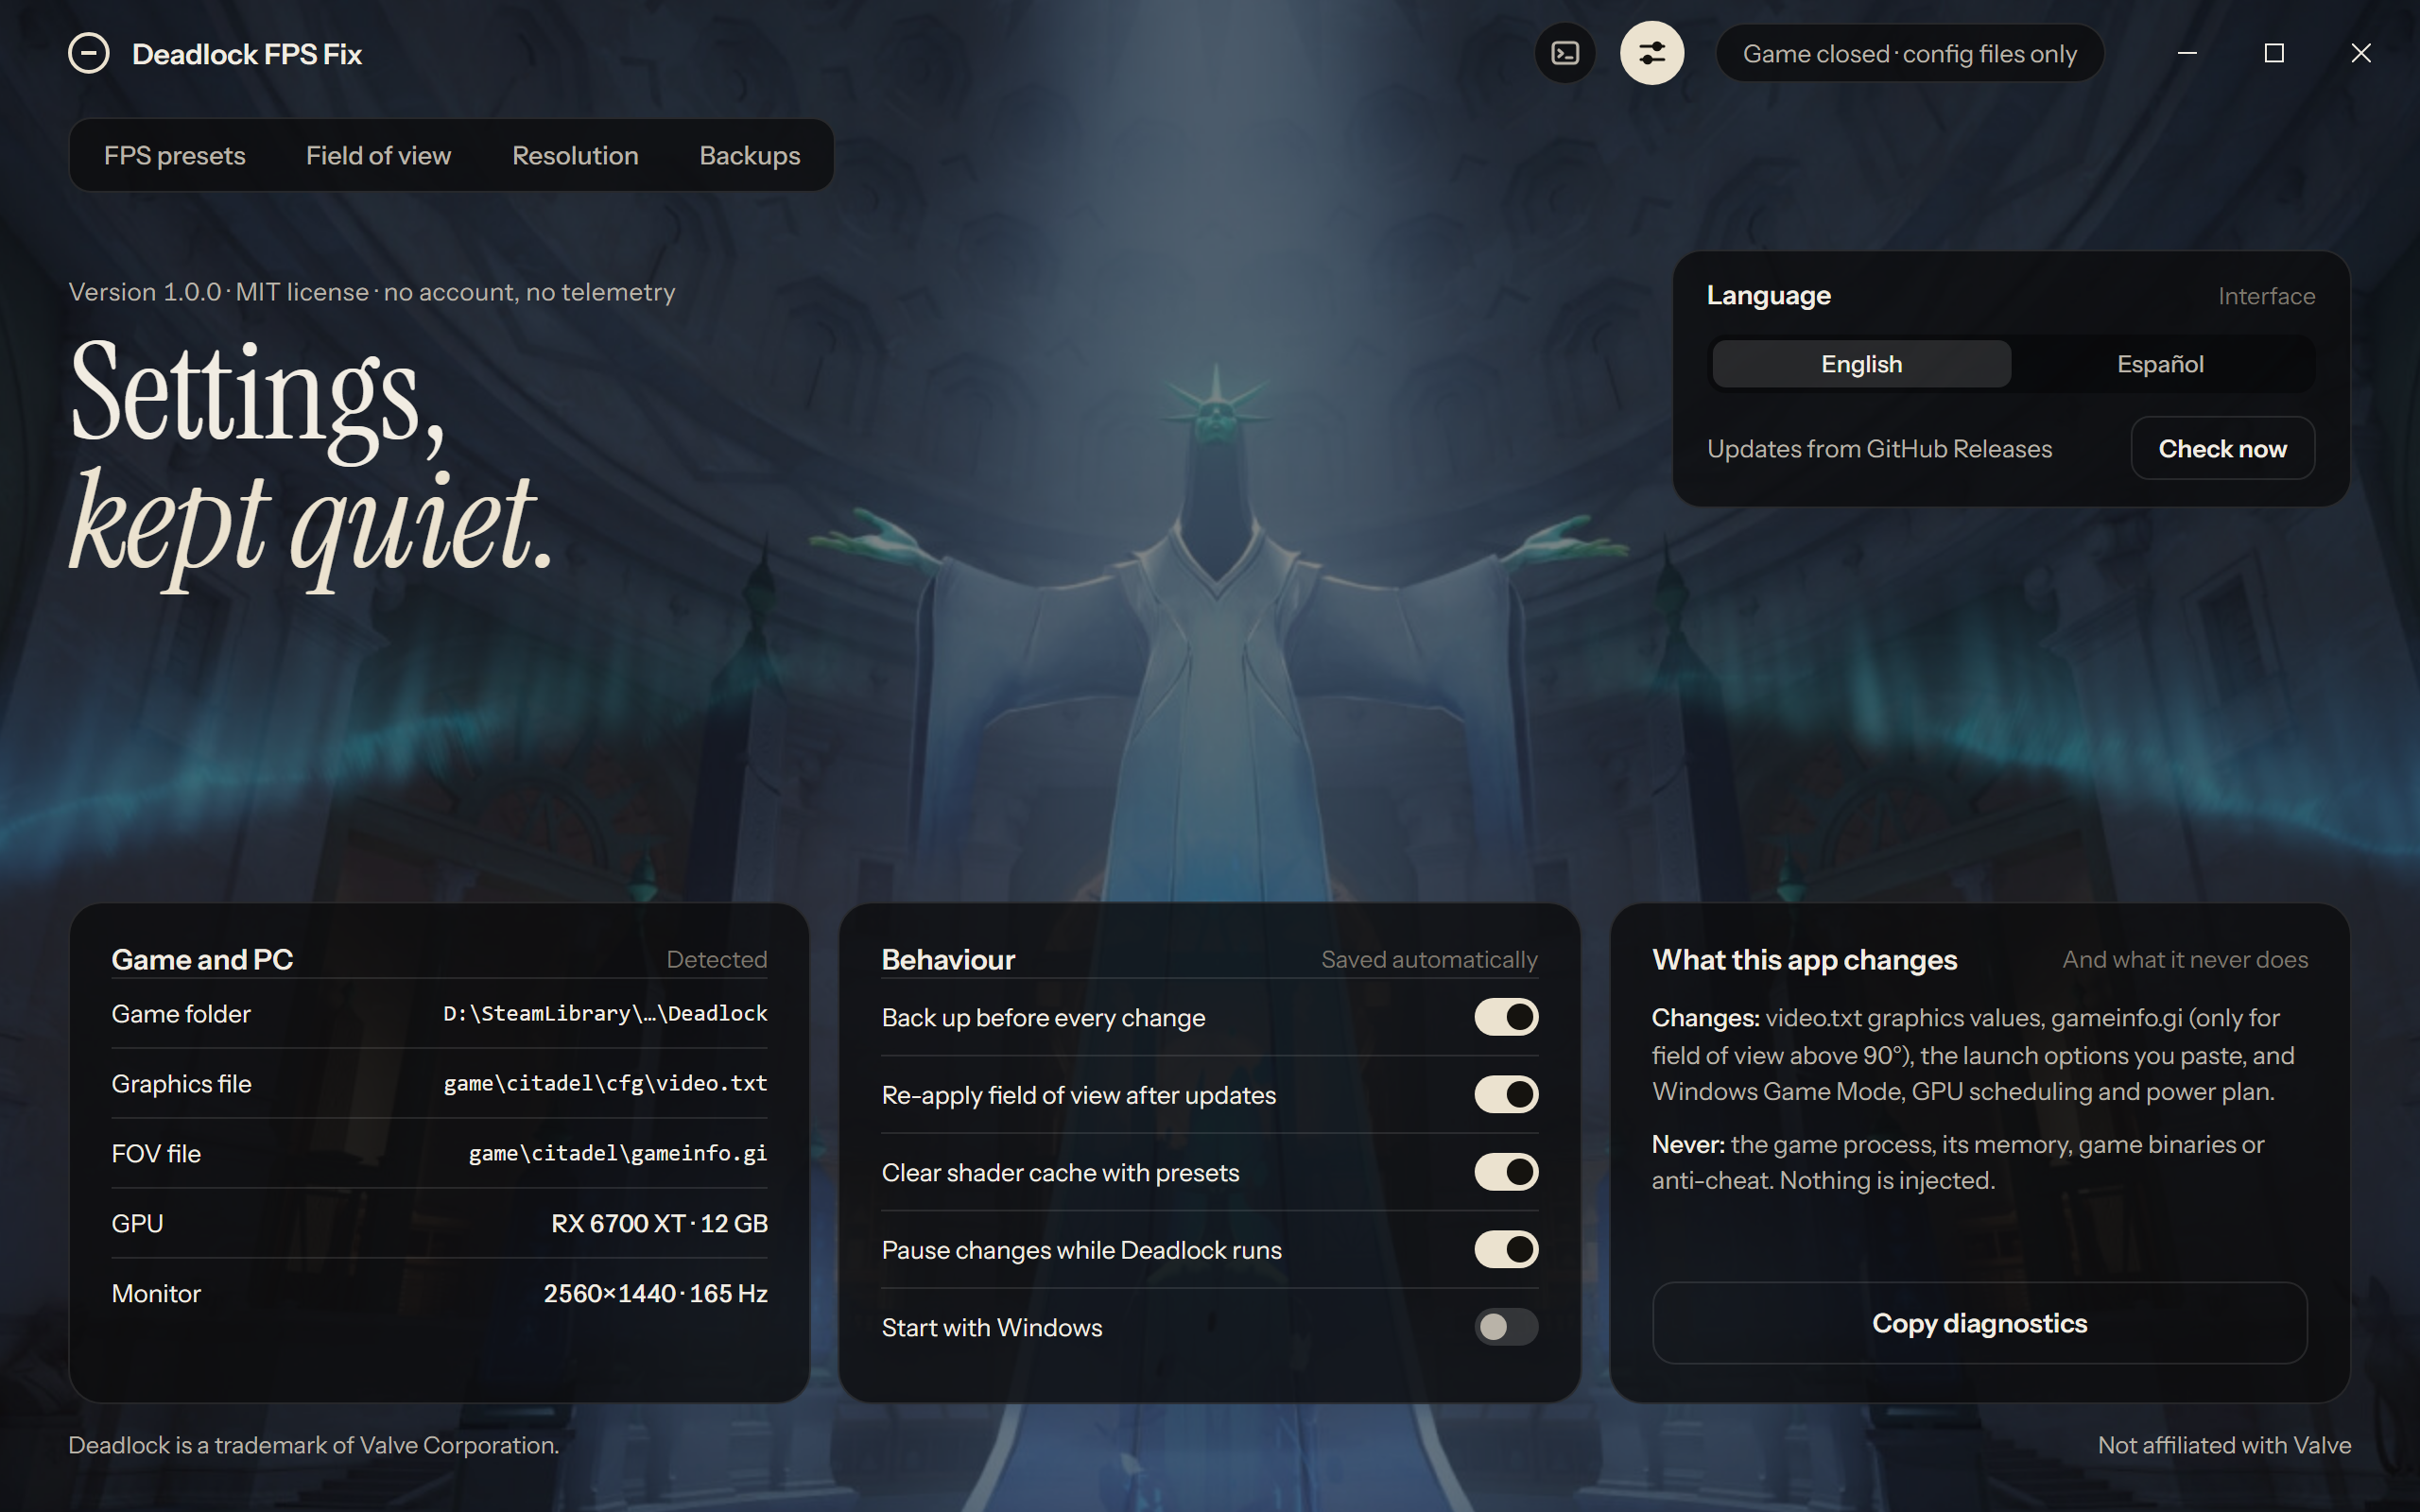 Deadlock FPS Fix
Game closed · config files only
FPS presets
Field of view
Resolution
Backups
Version 1.0.0 · MIT license · no account, no telemetry
Settings,
kept quiet.
Language
Interface
English
Español
Updates from GitHub Releases
Check now
Game and PC
Detected
Game folder
D:\SteamLibrary\…\Deadlock
Graphics file
game\citadel\cfg\video.txt
FOV file
game\citadel\gameinfo.gi
GPU
RX 6700 XT · 12 GB
Monitor
2560×1440 · 165 Hz
Behaviour
Saved automatically
Back up before every change
Re-apply field of view after updates
Clear shader cache with presets
Pause changes while Deadlock runs
Start with Windows
What this app changes
And what it never does
Changes: video.txt graphics values, gameinfo.gi (only for
field of view above 90°), the launch options you paste, and
Windows Game Mode, GPU scheduling and power plan.
Never: the game process, its memory, game binaries or
anti-cheat. Nothing is injected.
Copy diagnostics
Deadlock is a trademark of Valve Corporation.
Not affiliated with Valve